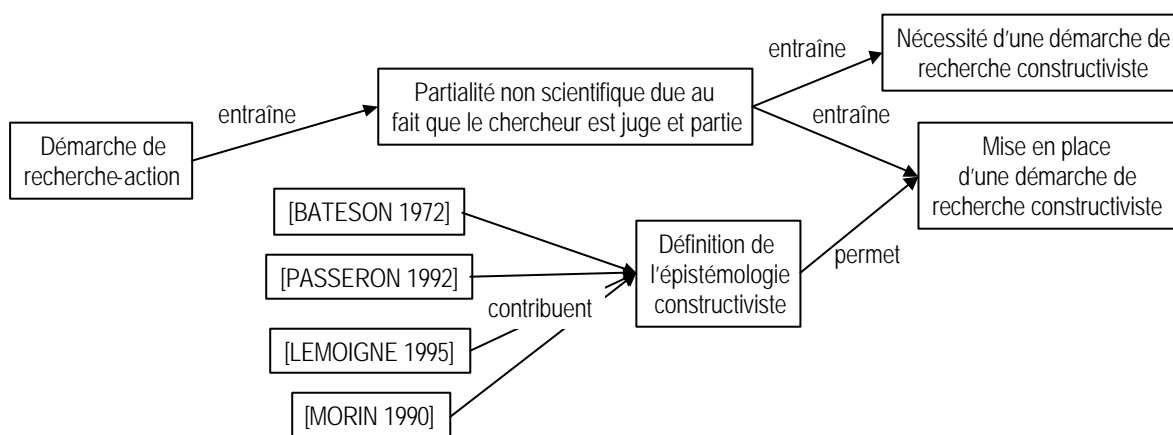 entraîne
Nécessité d'une démarche de
recherche constructiviste
Partialité non scientifique due au
fait que le chercheur est juge et partie
entraîne
entraîne
Démarche de
recherche-action
Mise en place
d'une démarche de
recherche constructiviste
[BATESON 1972]
[PASSERON 1992]
[LEMOIGNE 1995]
[MORIN 1990]
contribuent
Définition de
l'épistémologie
constructiviste
permet